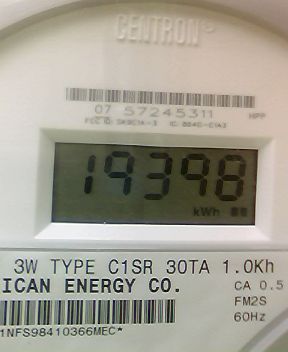 CENTRON®
07 57245311 HPP
19398
kWh
3W TYPE C1SR 30TA 1.0Kh
ICAN ENERGY CO. CA 0.5
FM2S
60Hz
1NFS98410366MEC*